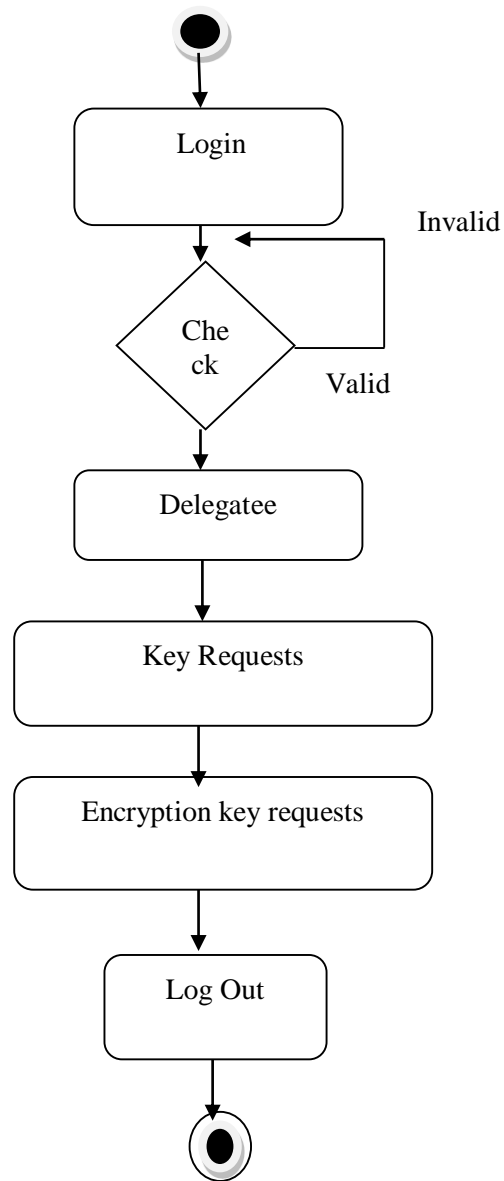 Login
Invalid
Che
ck
Valid
Delegatee
Key Requests
Encryption key requests
Log Out